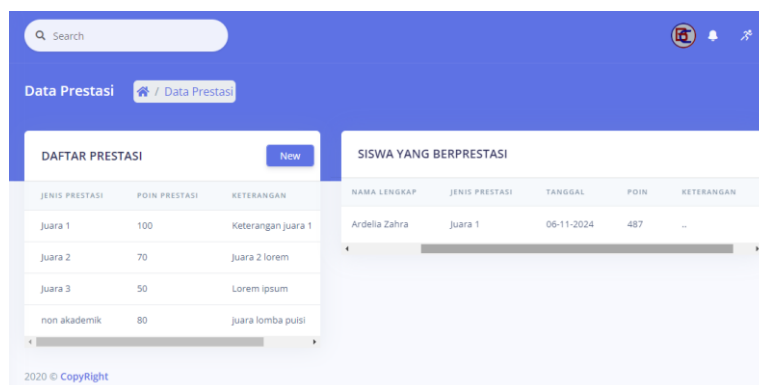 Search
Data Prestasi
/ Data Prestasi
DAFTAR PRESTASI
New
JENIS PRESTASI POIN PRESTASI KETERANGAN
Juara 1 100 Keterangan juara 1
Juara 2 70 Juara 2 lorem
Juara 3 50 Lorem ipsum
non akademik 80 juara lomba puisi
SISWA YANG BERPRESTASI
NAMA LENGKAP JENIS PRESTASI TANGGAL POIN KETERANGAN
Ardelia Zahra Juara 1 06-11-2024 487 ..
2020 © CopyRight